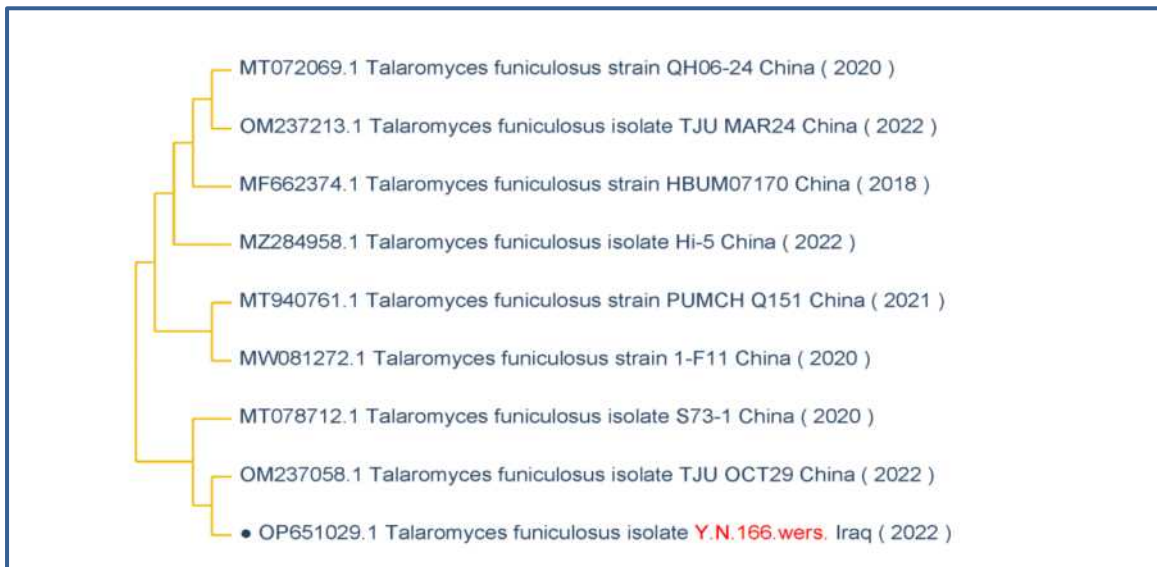 MT072069.1 Talaromyces funiculosus strain QH06-24 China ( 2020 )
OM237213.1 Talaromyces funiculosus isolate TJU MAR24 China ( 2022 )
MF662374.1 Talaromyces funiculosus strain HBUM07170 China ( 2018 )
MZ284958.1 Talaromyces funiculosus isolate Hi-5 China ( 2022 )
MT940761.1 Talaromyces funiculosus strain PUMCH Q151 China ( 2021 )
MW081272.1 Talaromyces funiculosus strain 1-F11 China ( 2020 )
MT078712.1 Talaromyces funiculosus isolate S73-1 China ( 2020 )
OM237058.1 Talaromyces funiculosus isolate TJU OCT29 China ( 2022 )
● OP651029.1 Talaromyces funiculosus isolate Y.N.166.wers. Iraq ( 2022 )